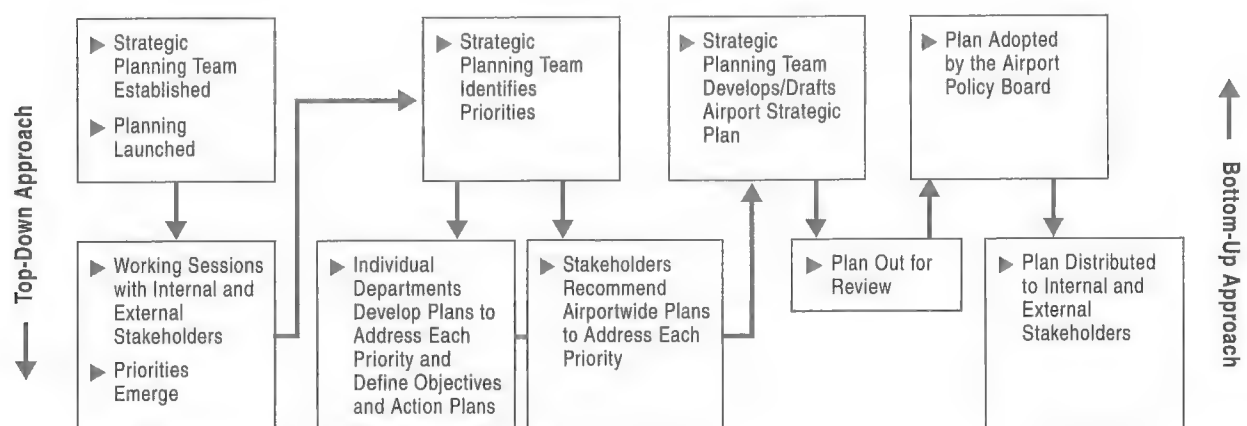 Top-Down Approach
Strategic
Planning Team
Established
Planning
Launched
Working Sessions
with Internal and
External
Stakeholders
Priorities
Emerge
Strategic
Planning Team
Identifies
Priorities
Individual
Departments
Develop Plans to
Address Each
Priority and
Define Objectives
and Action Plans
Stakeholders
Recommend
Airportwide Plans
to Address Each
Priority
Strategic
Planning Team
Develops/Drafts
Airport Strategic
Plan
Plan Out for
Review
Plan Adopted
by the Airport
Policy Board
Plan Distributed
to Internal and
External
Stakeholders
Bottom-Up Approach